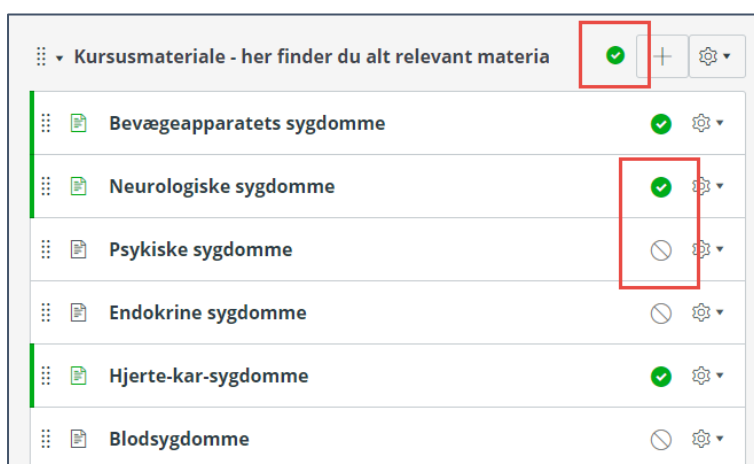 Kursusmateriale - her finder du alt relevant materia
Bevægeapparatets sygdomme
Neurologiske sygdomme
Psykiske sygdomme
Endokrine sygdomme
Hjerte-kar-sygdomme
Blodsygdomme